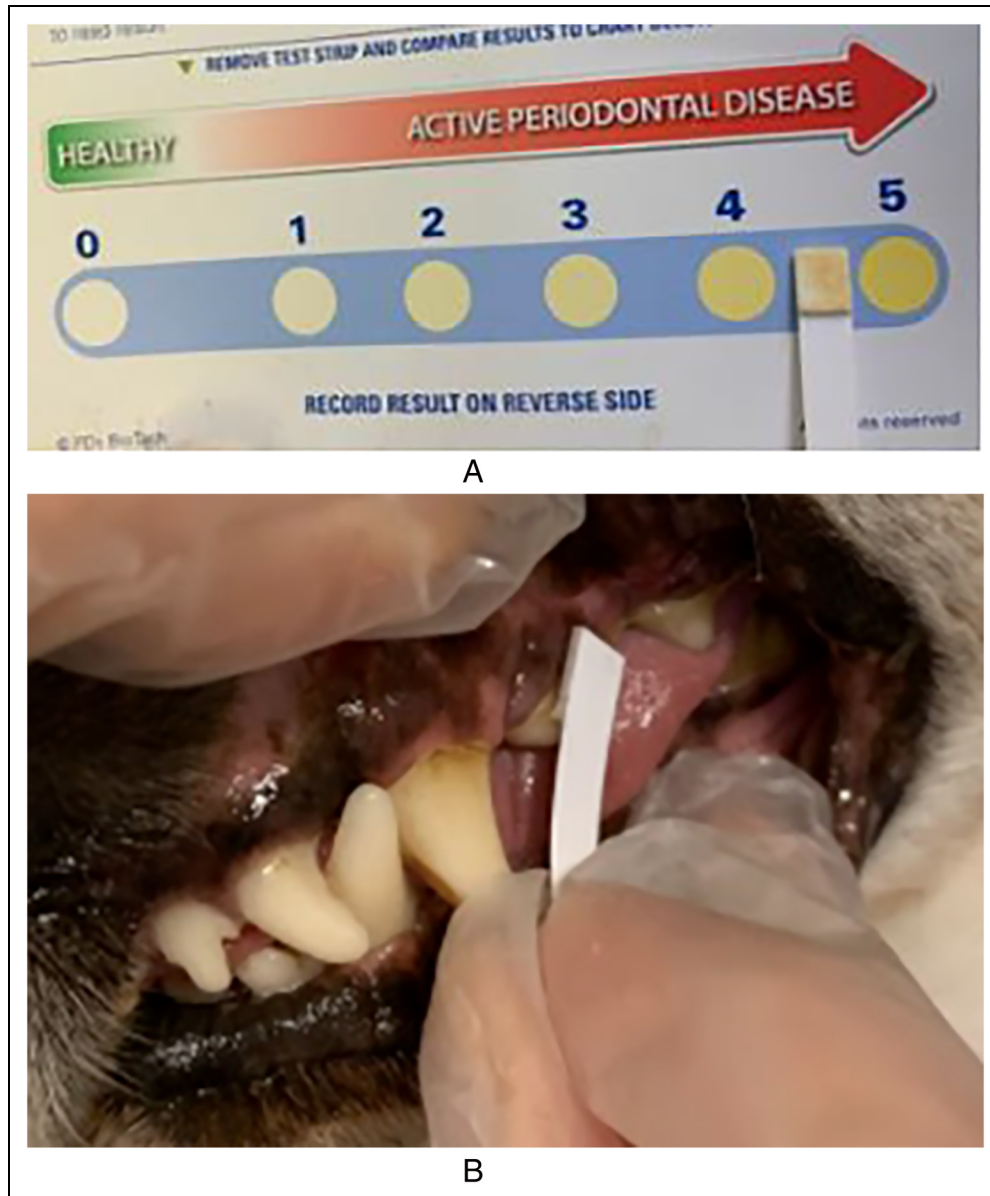 REMOVE TEST STRIP AND COMPARE RESULTS TO CHART
HEALTHY
ACTIVE PERIODONTAL DISEASE
0 1 2 3 4 5
RECORD RESULT ON REVERSE SIDE
reserved
A
B